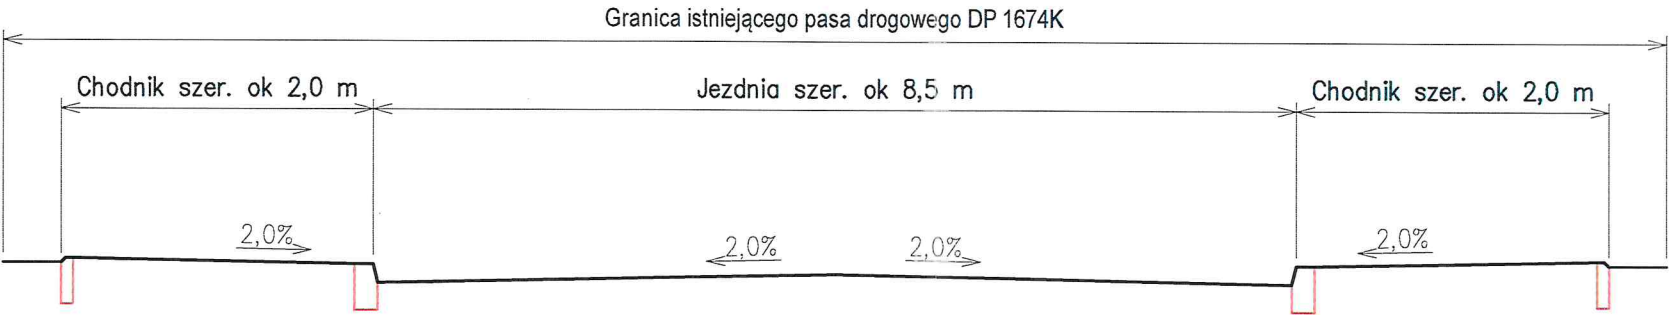 Granica istniejącego pasa drogowego DP 1674K
Chodnik szer. ok 2,0 m
Jezdnia szer. ok 8,5 m
Chodnik szer. ok 2,0 m
2,0%
2,0%
2,0%
2,0%